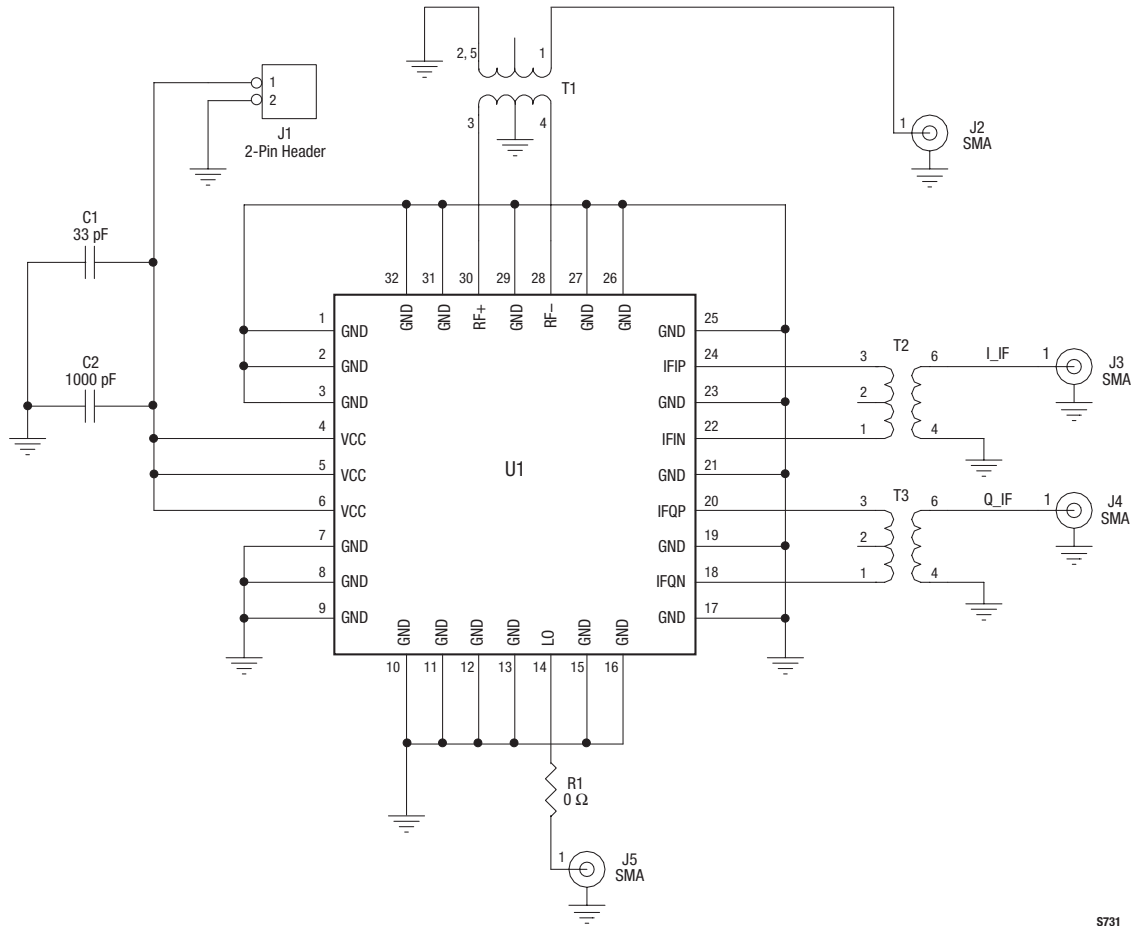 2, 5
1
T1
3
4
1
2
J1
2-Pin Header
1
J2
SMA
C1
33 pF
C2
1000 pF
32
31
30
29
28
27
26
GND
GND
RF+
GND
RF–
GND
GND
1
GND
2
GND
3
GND
4
VCC
5
VCC
6
VCC
7
GND
8
GND
9
GND
U1
25
GND
24
IFIP
23
GND
22
IFIN
21
GND
20
IFQP
19
GND
18
IFQN
17
GND
T2
3
2
1
6
4
I_IF
1
J3
SMA
T3
3
2
1
6
4
Q_IF
1
J4
SMA
GND
GND
GND
GND
LO
GND
GND
10
11
12
13
14
15
16
R1
0 Ω
1
J5
SMA
S731